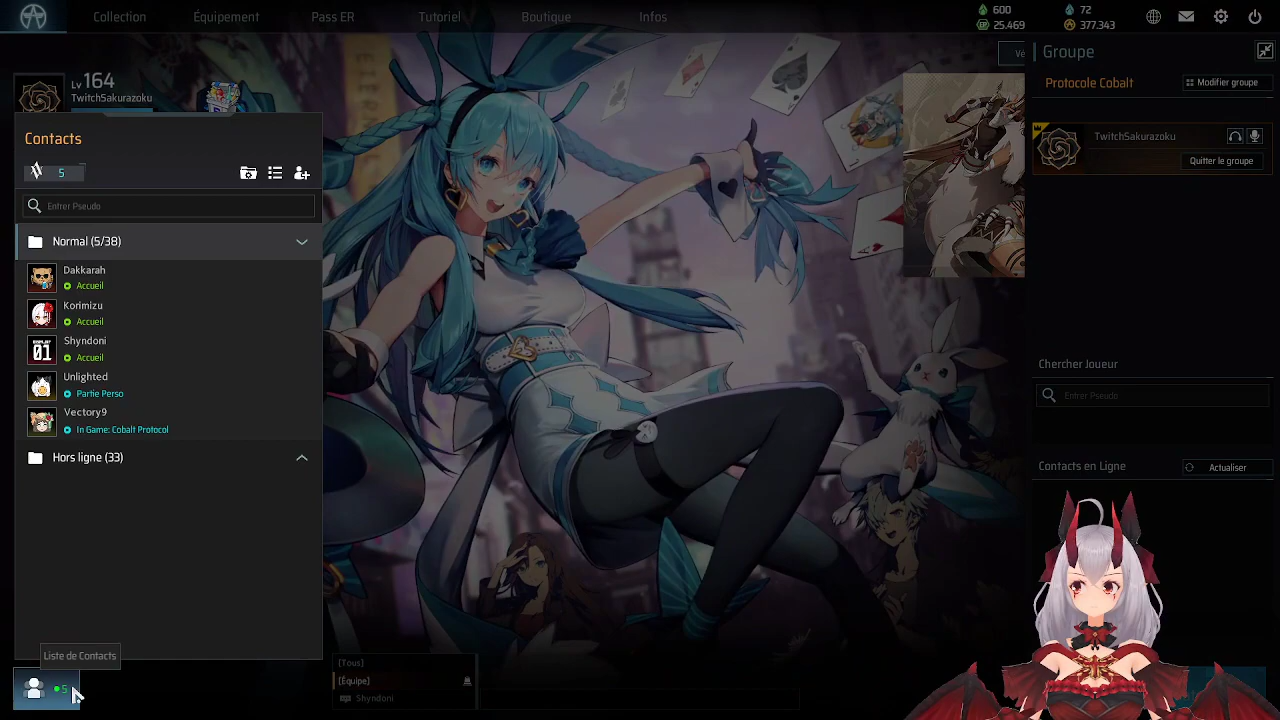 Collection
Équipement
Pass ER
Tutoriel
Boutique
Infos
600
25.469
72
377.343
Lv 164
TwitchSakurazoku
Contacts
5
Entrer Pseudo
Normal (5/38)
Dakkarah
Accueil
Korimizu
Accueil
Shyndoni
Accueil
Unlighted
Partie Perso
Vectory9
In Game: Cobalt Protocol
Hors ligne (33)
Liste de Contacts
5
[Tous]
[Équipe]
Shyndoni
Groupe
Protocole Cobalt
Modifier groupe
TwitchSakurazoku
Quitter le groupe
Chercher Joueur
Entrer Pseudo
Contacts en Ligne
Actualiser